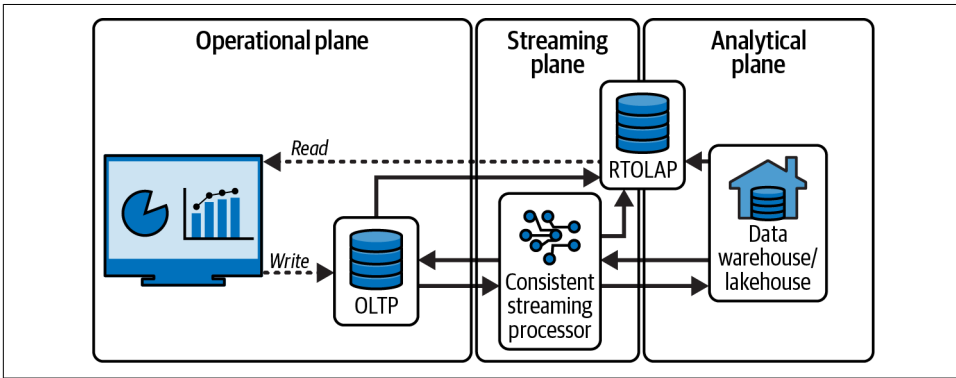 Operational plane
Streaming
plane
Analytical
plane
Read
RTOLAP
Write
OLTP
Consistent
streaming
processor
Data
warehouse/
lakehouse